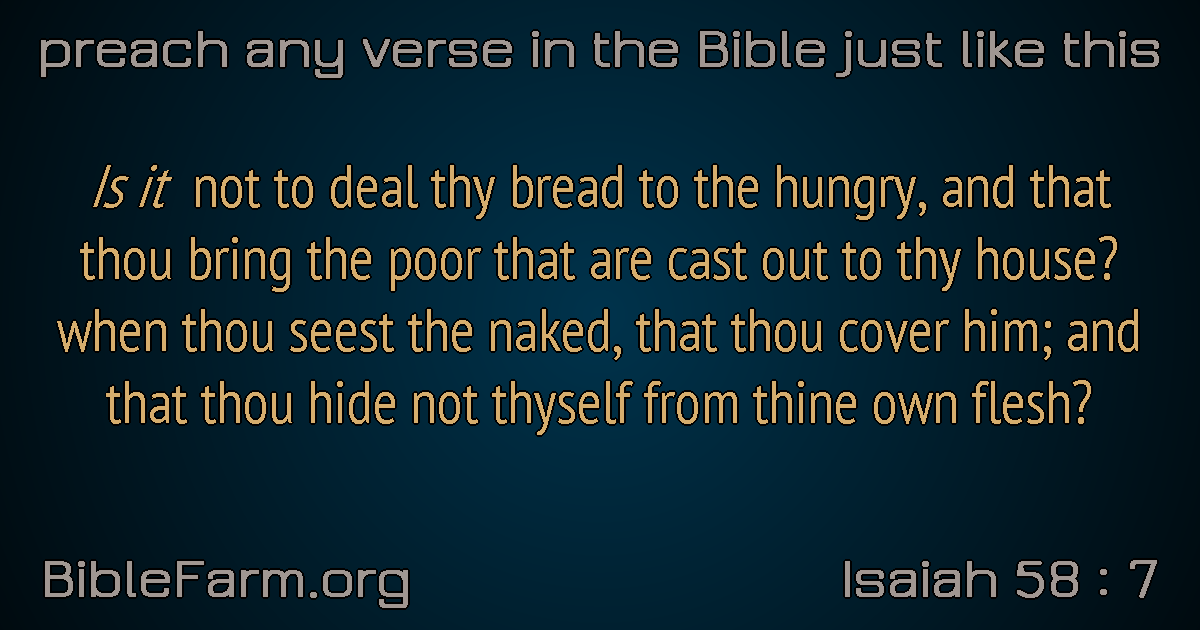 preach any verse in the Bible just like this
Is it not to deal thy bread to the hungry, and that
thou bring the poor that are cast out to thy house?
when thou seest the naked, that thou cover him; and
that thou hide not thyself from thine own flesh?
BibleFarm.org
Isaiah 58 : 7